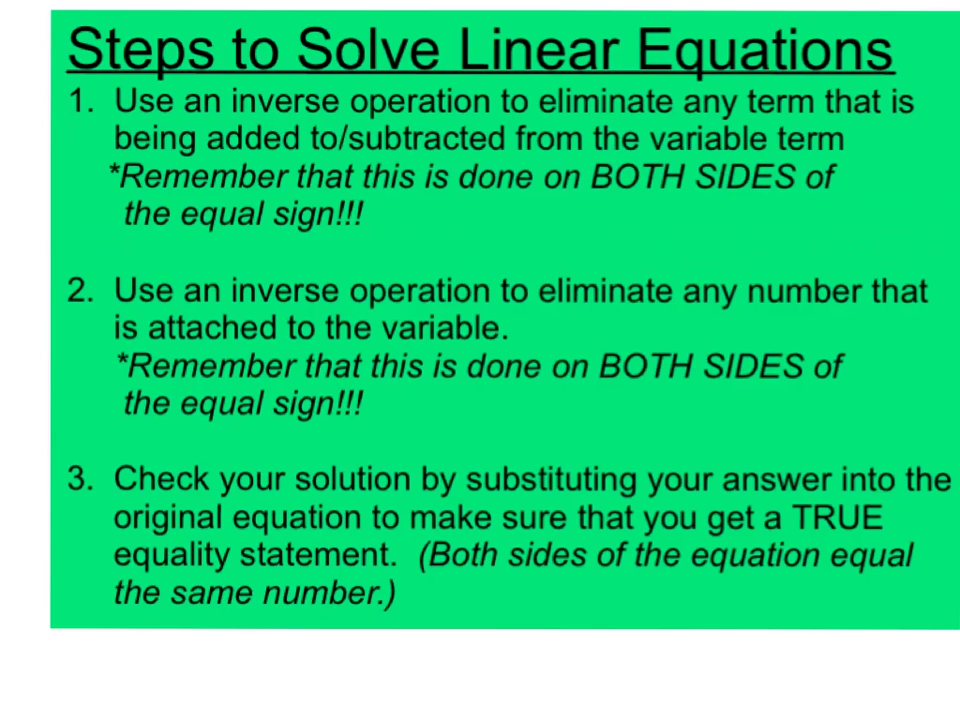 Steps to Solve Linear Equations
1. Use an inverse operation to eliminate any term that is
being added to/subtracted from the variable term
*Remember that this is done on BOTH SIDES of
the equal sign!!!
2. Use an inverse operation to eliminate any number that
is attached to the variable.
*Remember that this is done on BOTH SIDES of
the equal sign!!!
3. Check your solution by substituting your answer into the
original equation to make sure that you get a TRUE
equality statement. (Both sides of the equation equal
the same number.)